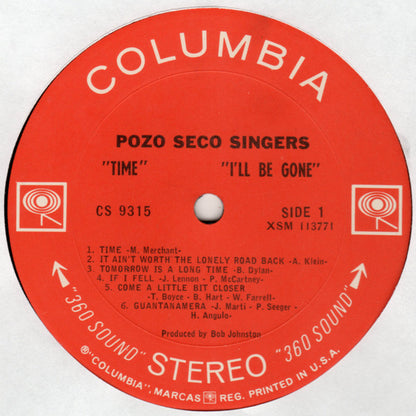 COLUMBIA
POZO SECO SINGERS
"TIME" "I'LL BE GONE"
CS 9315 SIDE 1
XSM 113771
1. TIME -M. Merchant-
2. IT AIN'T WORTH THE LONELY ROAD BACK -A. Klein-
3. TOMORROW IS A LONG TIME -B. Dylan-
4. IF I FELL -J. Lennon - P. McCartney-
5. COME A LITTLE BIT CLOSER
-T. Boyce - B. Hart - W. Farrell-
6. GUANTANAMERA -J. Marti - P. Seeger -
H. Angulo-
Produced by Bob Johnston
"360 SOUND" STEREO "360 SOUND"
® "COLUMBIA", MARCAS REG. PRINTED IN U.S.A.